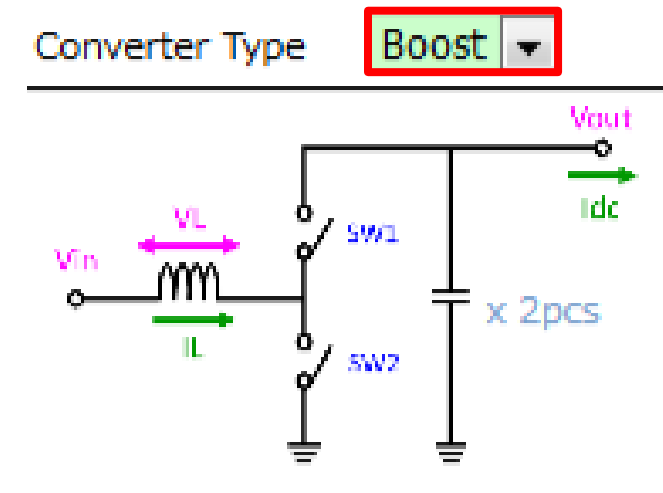 Converter Type Boost
Vout
Idc
VL
SW1
Vin
x 2pcs
IL
SW2